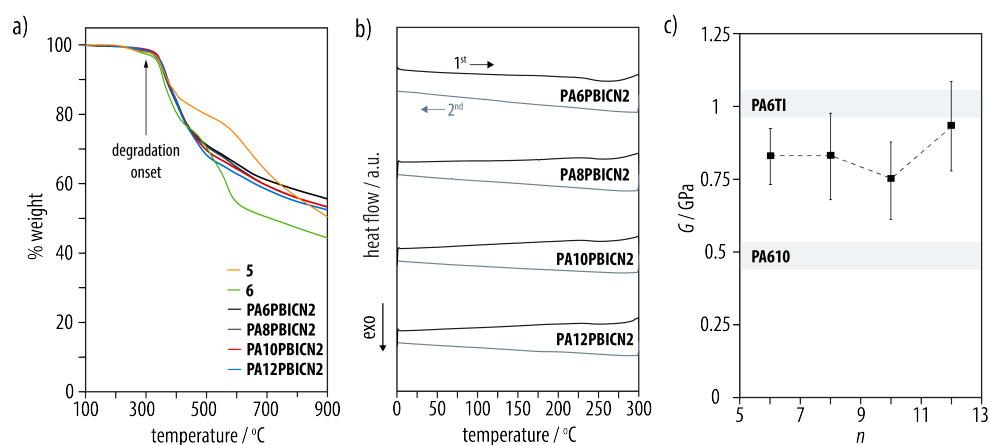 a)
100
80
60
40
20
0
% weight
degradation
onset
5
6
PA6PBICN2
PA8PBICN2
PA10PBICN2
PA12PBICN2
100
300
500
700
900
temperature / ºC
b)
heat flow / a.u.
exo
1st
PA6PBICN2
2nd
PA8PBICN2
PA10PBICN2
PA12PBICN2
0
50
100
150
200
250
300
temperature / ºC
c)
1.25
1
0.75
0.5
0.25
0
G / GPa
PA6TI
PA610
5
7
9
11
13
n